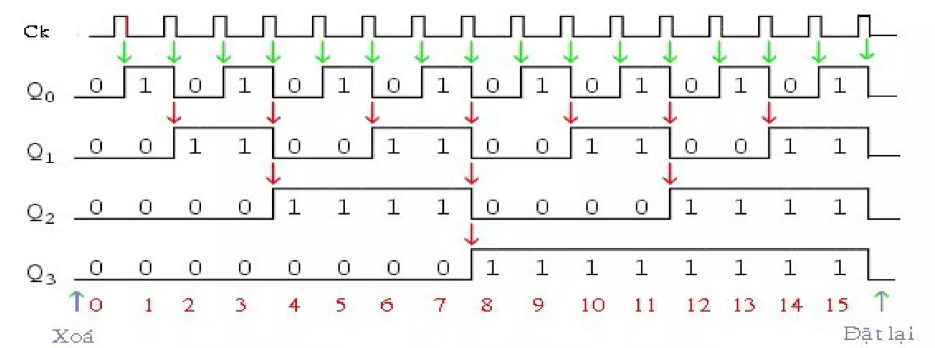 Ck
Q0 0 1 0 1 0 1 0 1 0 1 0 1 0 1 0 1
Q1 0 0 1 1 0 0 1 1 0 0 1 1 0 0 1 1
Q2 0 0 0 0 1 1 1 1 0 0 0 0 1 1 1 1
Q3 0 0 0 0 0 0 0 0 1 1 1 1 1 1 1 1
0 1 2 3 4 5 6 7 8 9 10 11 12 13 14 15
Xoá Đặt lại